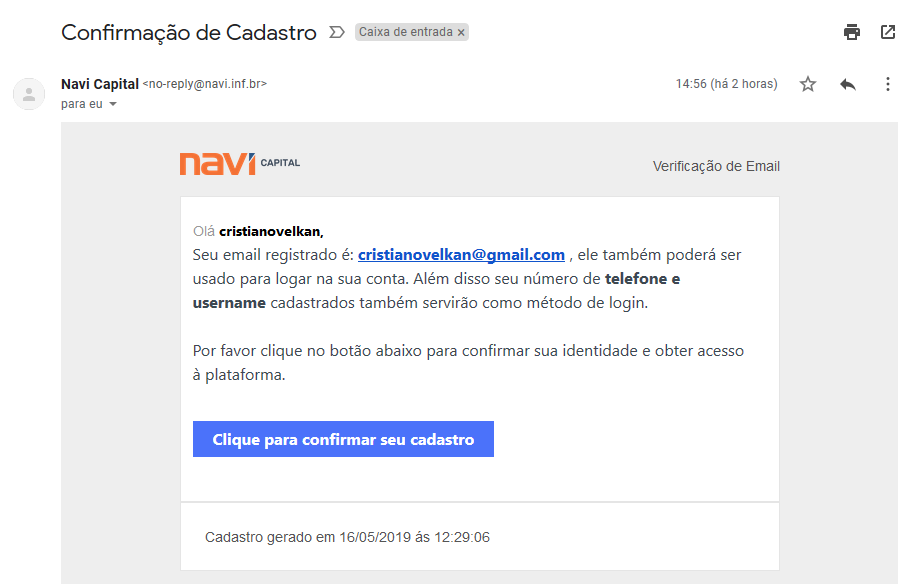 Confirmação de Cadastro Caixa de entrada ×
Navi Capital <no-reply@navi.inf.br> 14:56 (há 2 horas)
para eu
navi CAPITAL
Verificação de Email
Olá cristianovelkan,
Seu email registrado é: cristianovelkan@gmail.com , ele também poderá ser
usado para logar na sua conta. Além disso seu número de telefone e
username cadastrados também servirão como método de login.
Por favor clique no botão abaixo para confirmar sua identidade e obter acesso
à plataforma.
Clique para confirmar seu cadastro
Cadastro gerado em 16/05/2019 ás 12:29:06